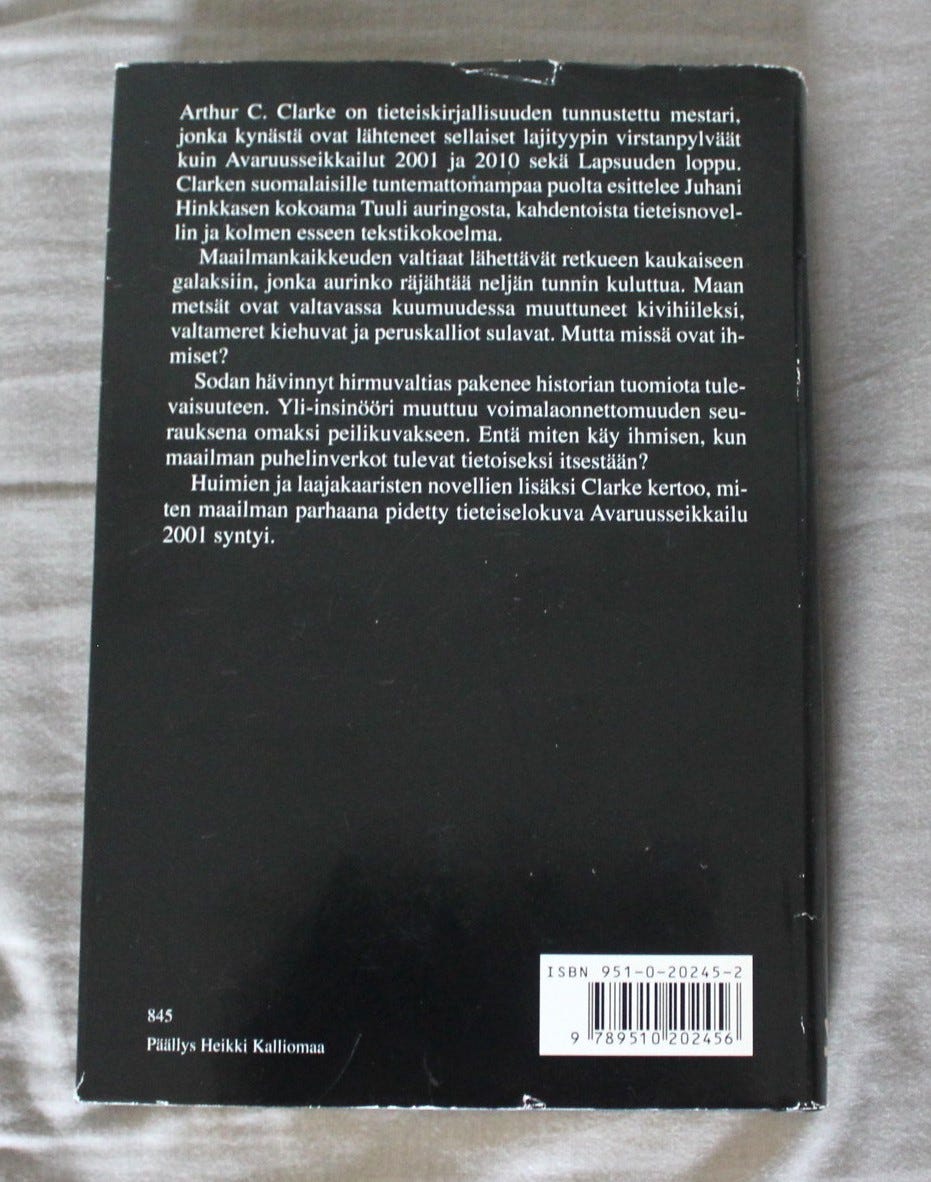 Arthur C. Clarke on tieteiskirjallisuuden tunnustettu mestari,
jonka kynästä ovat lähteneet sellaiset lajityypin virstanpylväät
kuin Avaruusseikkailut 2001 ja 2010 sekä Lapsuuden loppu.
Clarken suomalaisille tuntemattomampaa puolta esittelee Juhani
Hinkkasen kokoama Tuuli auringosta, kahdentoista tieteisnovel-
lin ja kolmen esseen tekstikokoelma.
Maailmankaikkeuden valtiaat lähettävät retkueen kaukaiseen
galaksiin, jonka aurinko räjähtää neljän tunnin kuluttua. Maan
metsät ovat valtavassa kuumuudessa muuttuneet kivihiileksi,
valtameret kiehuvat ja peruskalliot sulavat. Mutta missä ovat ih-
miset?
Sodan hävinnyt hirmuvaltias pakenee historian tuomiota tule-
vaisuuteen. Yli-insinööri muuttuu voimalaonnettomuuden seu-
rauksena omaksi peilikuvakseen. Entä miten käy ihmisen, kun
maailman puhelinverkot tulevat tietoiseksi itsestään?
Huimien ja laajakaaristen novellien lisäksi Clarke kertoo, mi-
ten maailman parhaana pidetty tieteiselokuva Avaruusseikkailu
2001 syntyi.
ISBN 951-0-20245-2
9 789510 202456
845
Päällys Heikki Kalliomaa